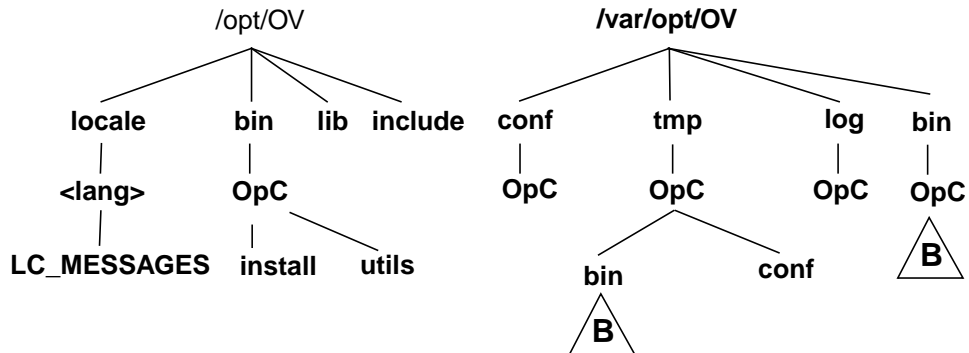 /opt/OV /var/opt/OV
locale bin lib include conf tmp log bin
<lang> OpC OpC OpC OpC OpC
LC_MESSAGES install utils bin conf B
B